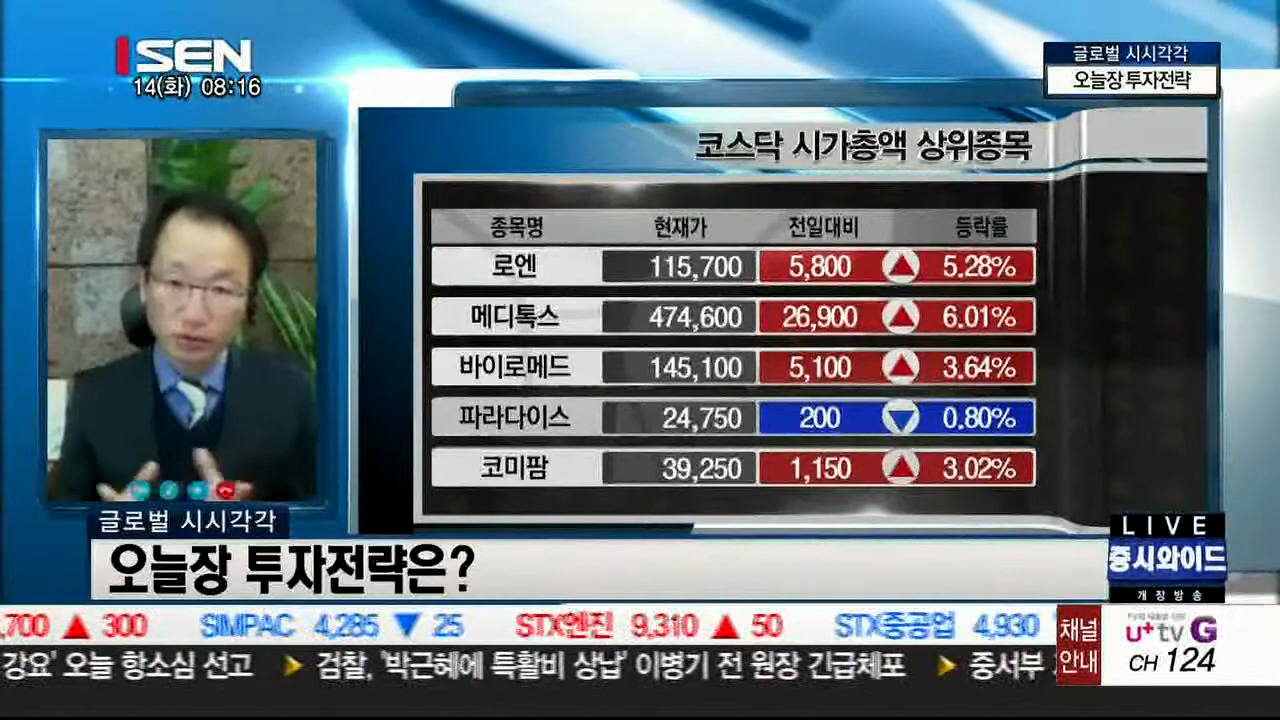 SEN
14(화) 08:16
글로벌 시시각각
오늘장 투자전략
코스닥 시가총액 상위종목
종목명 현재가 전일대비 등락률
로엔 115,700 5,800 ▲ 5.28%
메디톡스 474,600 26,900 ▲ 6.01%
바이로메드 145,100 5,100 ▲ 3.64%
파라다이스 24,750 200 ▼ 0.80%
코미팜 39,250 1,150 ▲ 3.02%
글로벌 시시각각
오늘장 투자전략은?
LIVE
증시와이드
개장방송
,700 ▲ 300 SIMPAC 4,285 ▼ 25 STX엔진 9,310 ▲ 50 STX중공업 4,930
강요' 오늘 항소심 선고 ▶ 검찰, '박근혜에 특활비 상납' 이병기 전 원장 긴급체포 ▶ 중서부
채널
안내
u+tv G
CH 124